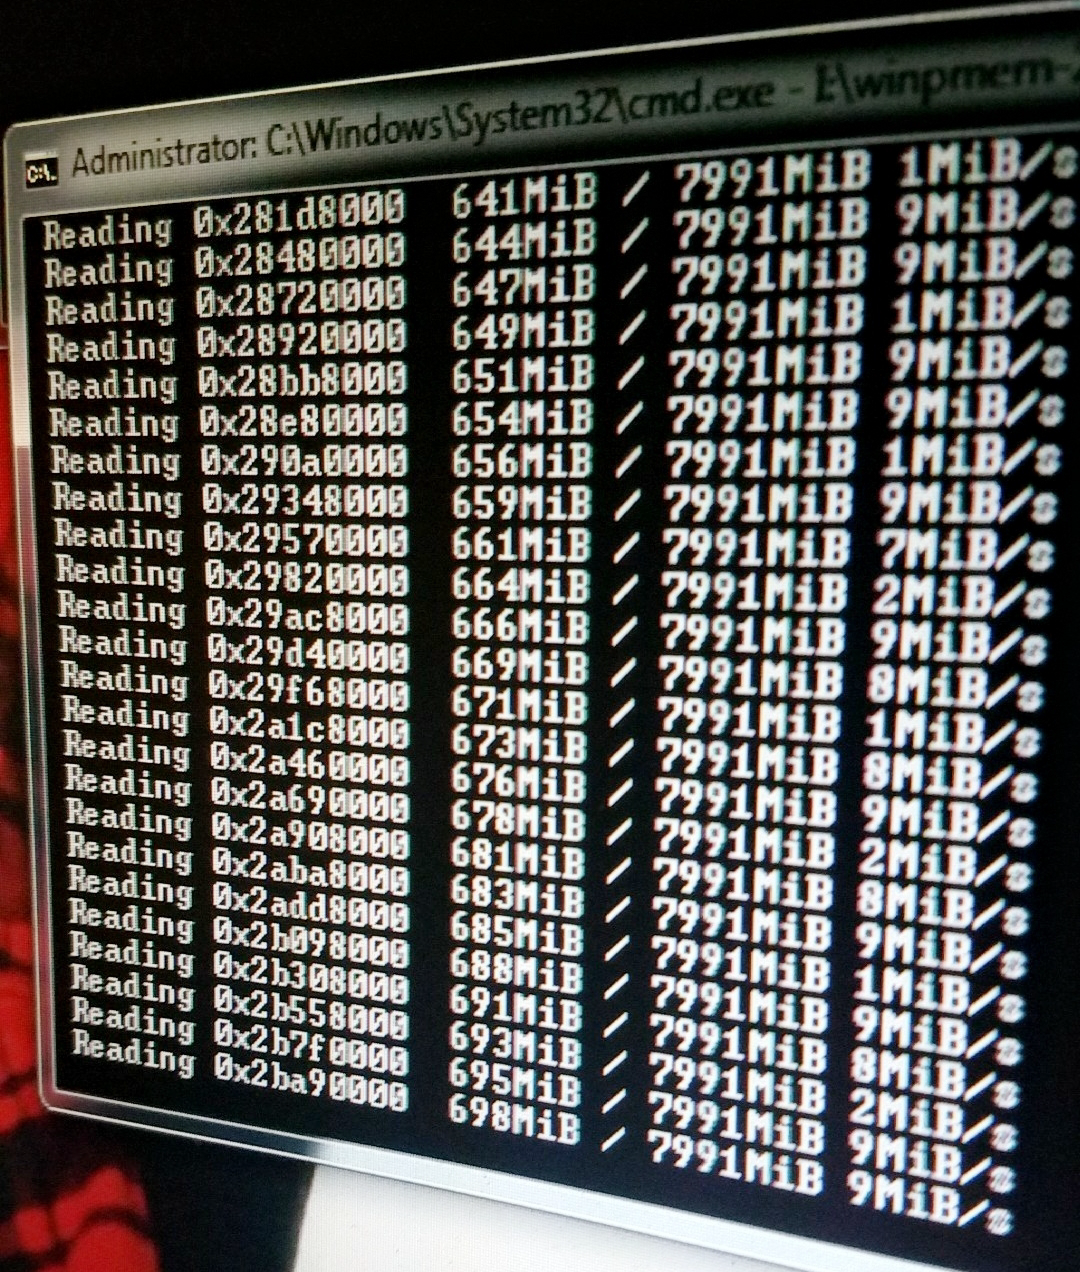 Administrator: C:\Windows\System32\cmd.exe - E:\winpmem-
Reading 0x281d8000 641MiB / 7991MiB 1MiB/s
Reading 0x28480000 644MiB / 7991MiB 9MiB/s
Reading 0x28720000 647MiB / 7991MiB 9MiB/s
Reading 0x28920000 649MiB / 7991MiB 1MiB/s
Reading 0x28bb8000 651MiB / 7991MiB 9MiB/s
Reading 0x28e80000 654MiB / 7991MiB 9MiB/s
Reading 0x290a0000 656MiB / 7991MiB 1MiB/s
Reading 0x29348000 659MiB / 7991MiB 9MiB/s
Reading 0x29570000 661MiB / 7991MiB 7MiB/s
Reading 0x29820000 664MiB / 7991MiB 2MiB/s
Reading 0x29ac8000 666MiB / 7991MiB 9MiB/s
Reading 0x29d40000 669MiB / 7991MiB 8MiB/s
Reading 0x29f68000 671MiB / 7991MiB 1MiB/s
Reading 0x2a1c8000 673MiB / 7991MiB 8MiB/s
Reading 0x2a460000 676MiB / 7991MiB 9MiB/s
Reading 0x2a690000 678MiB / 7991MiB 2MiB/s
Reading 0x2a908000 681MiB / 7991MiB 8MiB/s
Reading 0x2aba8000 683MiB / 7991MiB 9MiB/s
Reading 0x2add8000 685MiB / 7991MiB 1MiB/s
Reading 0x2b098000 688MiB / 7991MiB 9MiB/s
Reading 0x2b308000 691MiB / 7991MiB 8MiB/s
Reading 0x2b558000 693MiB / 7991MiB 2MiB/s
Reading 0x2b7f0000 695MiB / 7991MiB 9MiB/s
Reading 0x2ba90000 698MiB / 7991MiB 9MiB/s